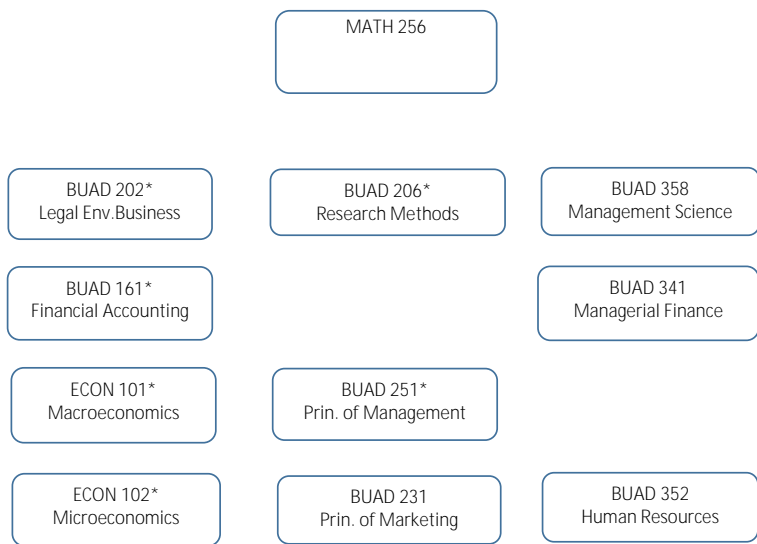 MATH 256
BUAD 202*
Legal Env.Business
BUAD 206*
Research Methods
BUAD 358
Management Science
BUAD 161*
Financial Accounting
BUAD 341
Managerial Finance
ECON 101*
Macroeconomics
BUAD 251*
Prin. of Management
ECON 102*
Microeconomics
BUAD 231
Prin. of Marketing
BUAD 352
Human Resources